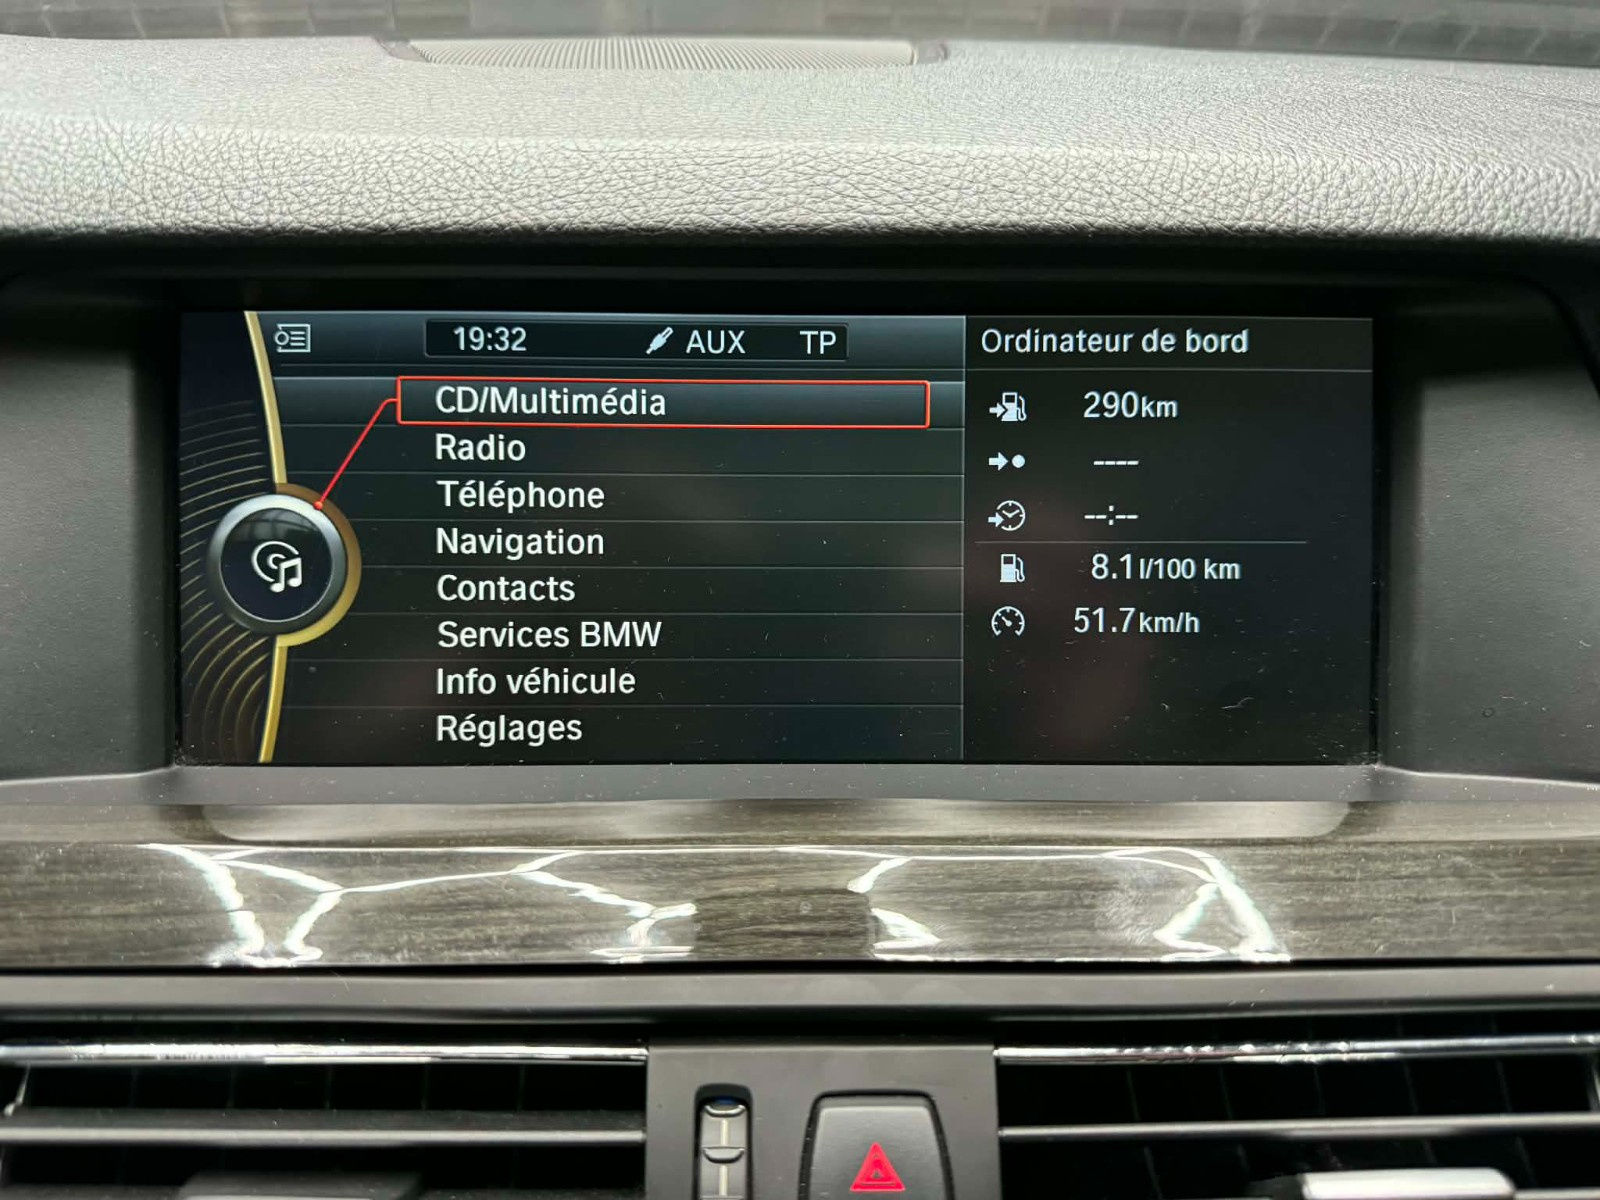 19:32 AUX TP
CD/Multimédia
Radio
Téléphone
Navigation
Contacts
Services BMW
Info véhicule
Réglages
Ordinateur de bord
290km
----
--:--
8.1l/100 km
51.7km/h